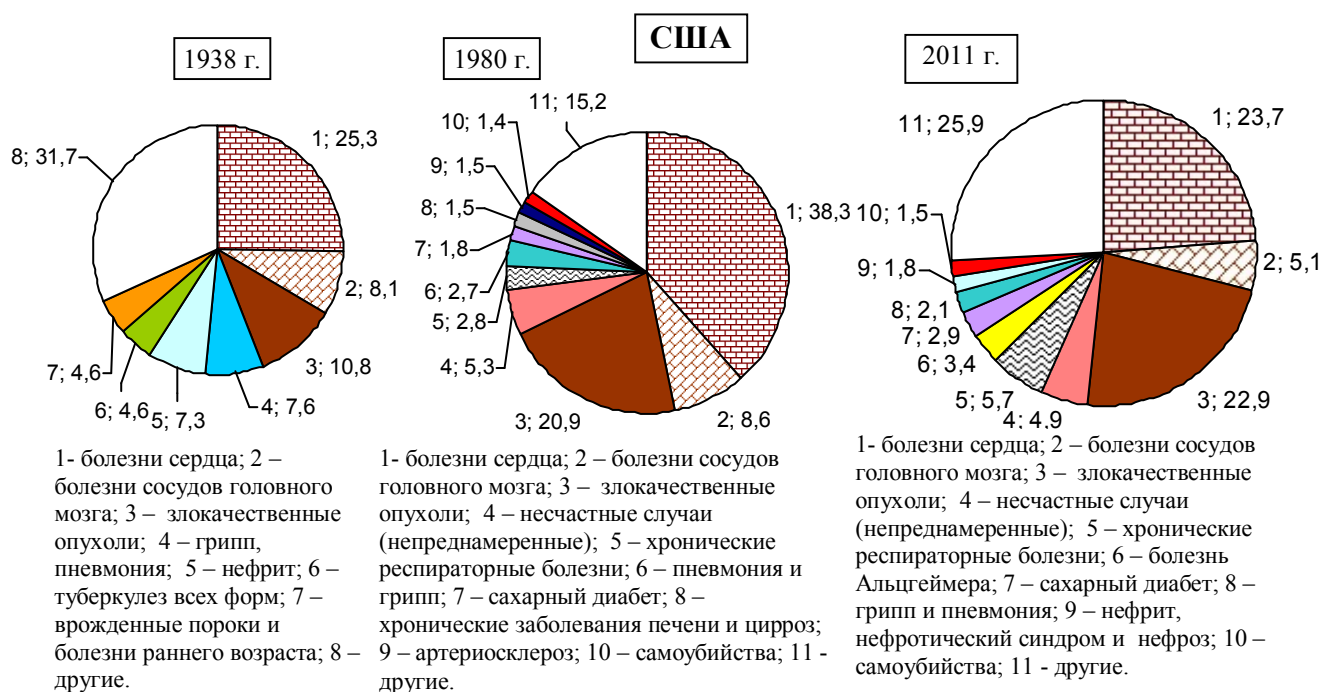 США
1938 г.
1; 25,3
2; 8,1
3; 10,8
4; 7,6
5; 7,3
6; 4,6
7; 4,6
8; 31,7
1- болезни сердца; 2 –
болезни сосудов головного
мозга; 3 – злокачественные
опухоли; 4 – грипп,
пневмония; 5 – нефрит; 6 –
туберкулез всех форм; 7 –
врожденные пороки и
болезни раннего возраста; 8 –
другие.
1980 г.
1; 38,3
2; 8,6
3; 20,9
4; 5,3
5; 2,8
6; 2,7
7; 1,8
8; 1,5
9; 1,5
10; 1,4
11; 15,2
1- болезни сердца; 2 – болезни сосудов
головного мозга; 3 – злокачественные
опухоли; 4 – несчастные случаи
(непреднамеренные); 5 – хронические
респираторные болезни; 6 – пневмония и
грипп; 7 – сахарный диабет; 8 –
хронические заболевания печени и цирроз;
9 – артериосклероз; 10 – самоубийства; 11 -
другие.
2011 г.
1; 23,7
2; 5,1
3; 22,9
4; 4.9
5; 5,7
6; 3,4
7; 2,9
8; 2,1
9; 1,8
10; 1,5
11; 25,9
1- болезни сердца; 2 – болезни сосудов
головного мозга; 3 – злокачественные
опухоли; 4 – несчастные случаи
(непреднамеренные); 5 – хронические
респираторные болезни; 6 – болезнь
Альцгеймера; 7 – сахарный диабет; 8 –
грипп и пневмония; 9 – нефрит,
нефротический синдром и нефроз; 10 –
самоубийства; 11 - другие.